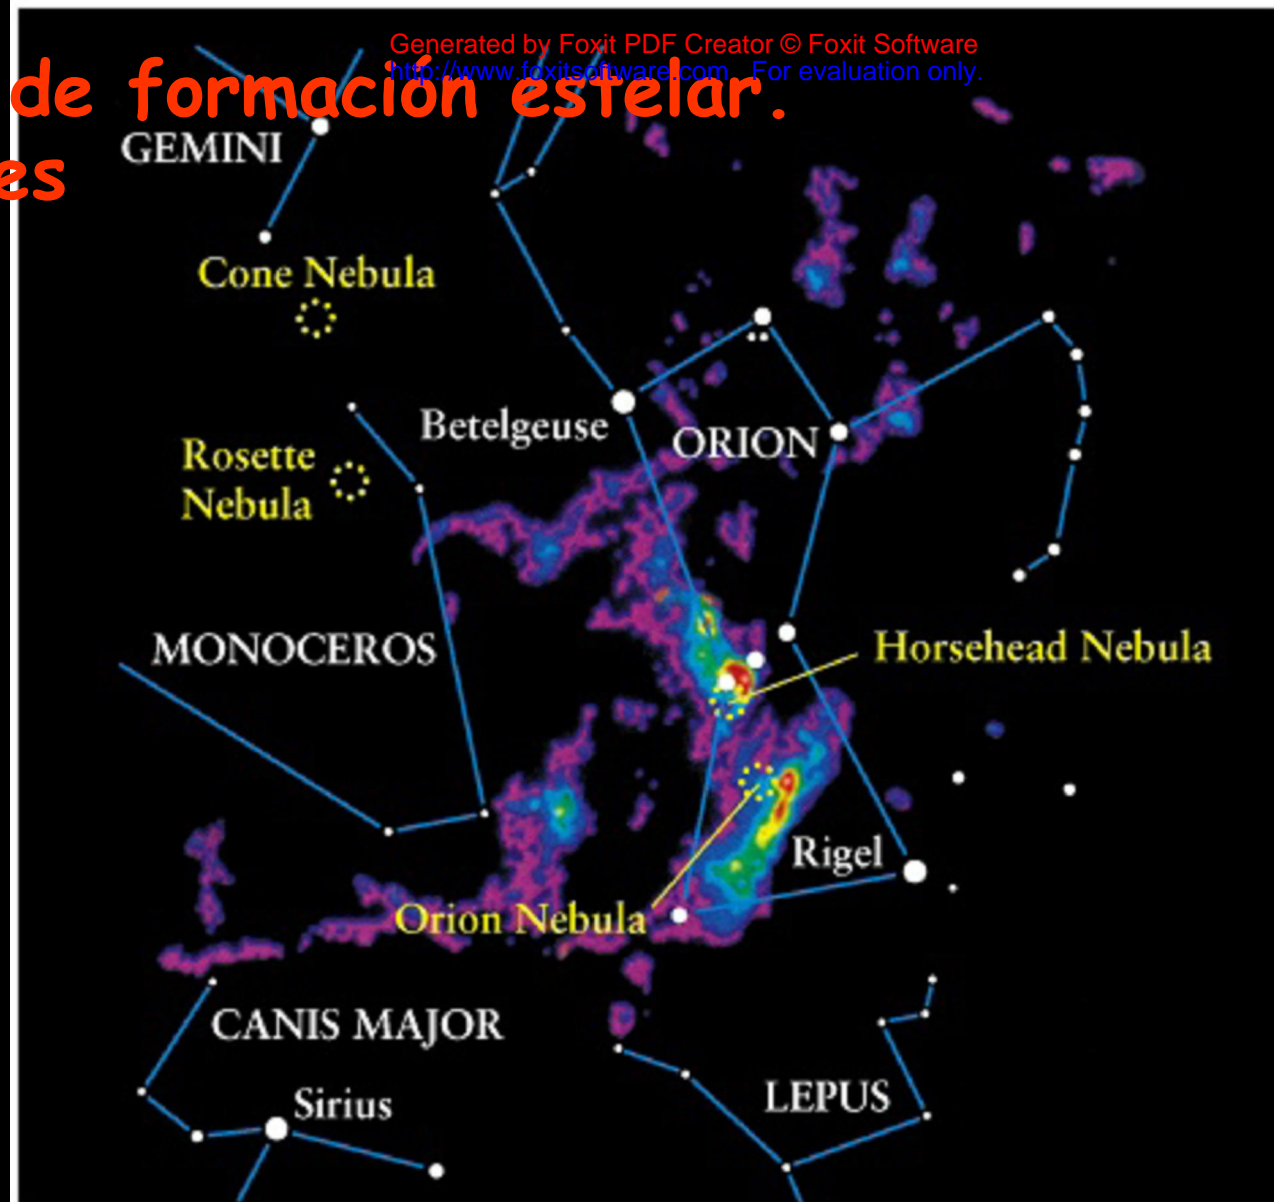 Generated by Foxit PDF Creator © Foxit Software
http://www.foxitsoftware.com For evaluation only.
de formación estelar.
GEMINI
es
Cone Nebula
Betelgeuse
ORION
Rosette
Nebula
MONOCEROS
Horsehead Nebula
Rigel
Orion Nebula
CANIS MAJOR
Sirius
LEPUS